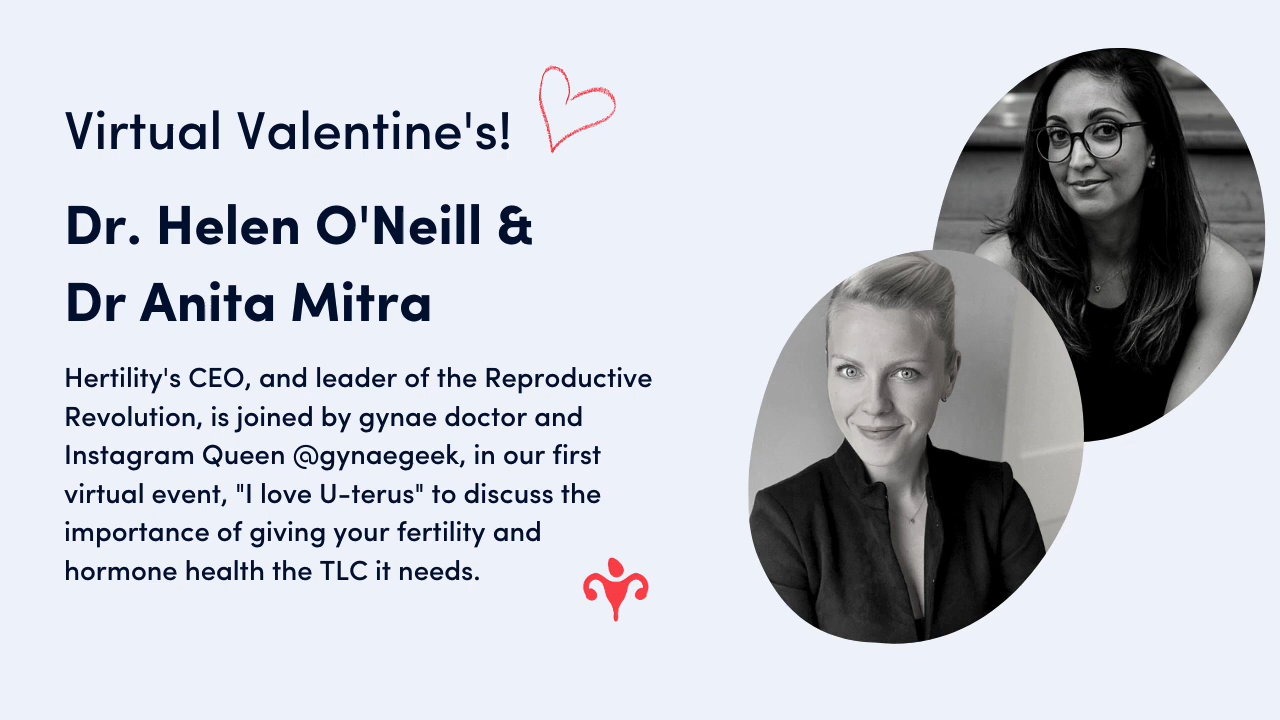 Virtual Valentine's!
Dr. Helen O'Neill &
Dr Anita Mitra
Hertility's CEO, and leader of the Reproductive
Revolution, is joined by gynae doctor and
Instagram Queen @gynaegeek, in our first
virtual event, "I love U-terus" to discuss the
importance of giving your fertility and
hormone health the TLC it needs.